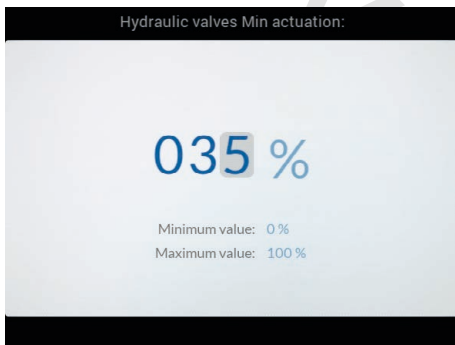 Hydraulic valves Min actuation:
035 %
Minimum value: 0 %
Maximum value: 100 %